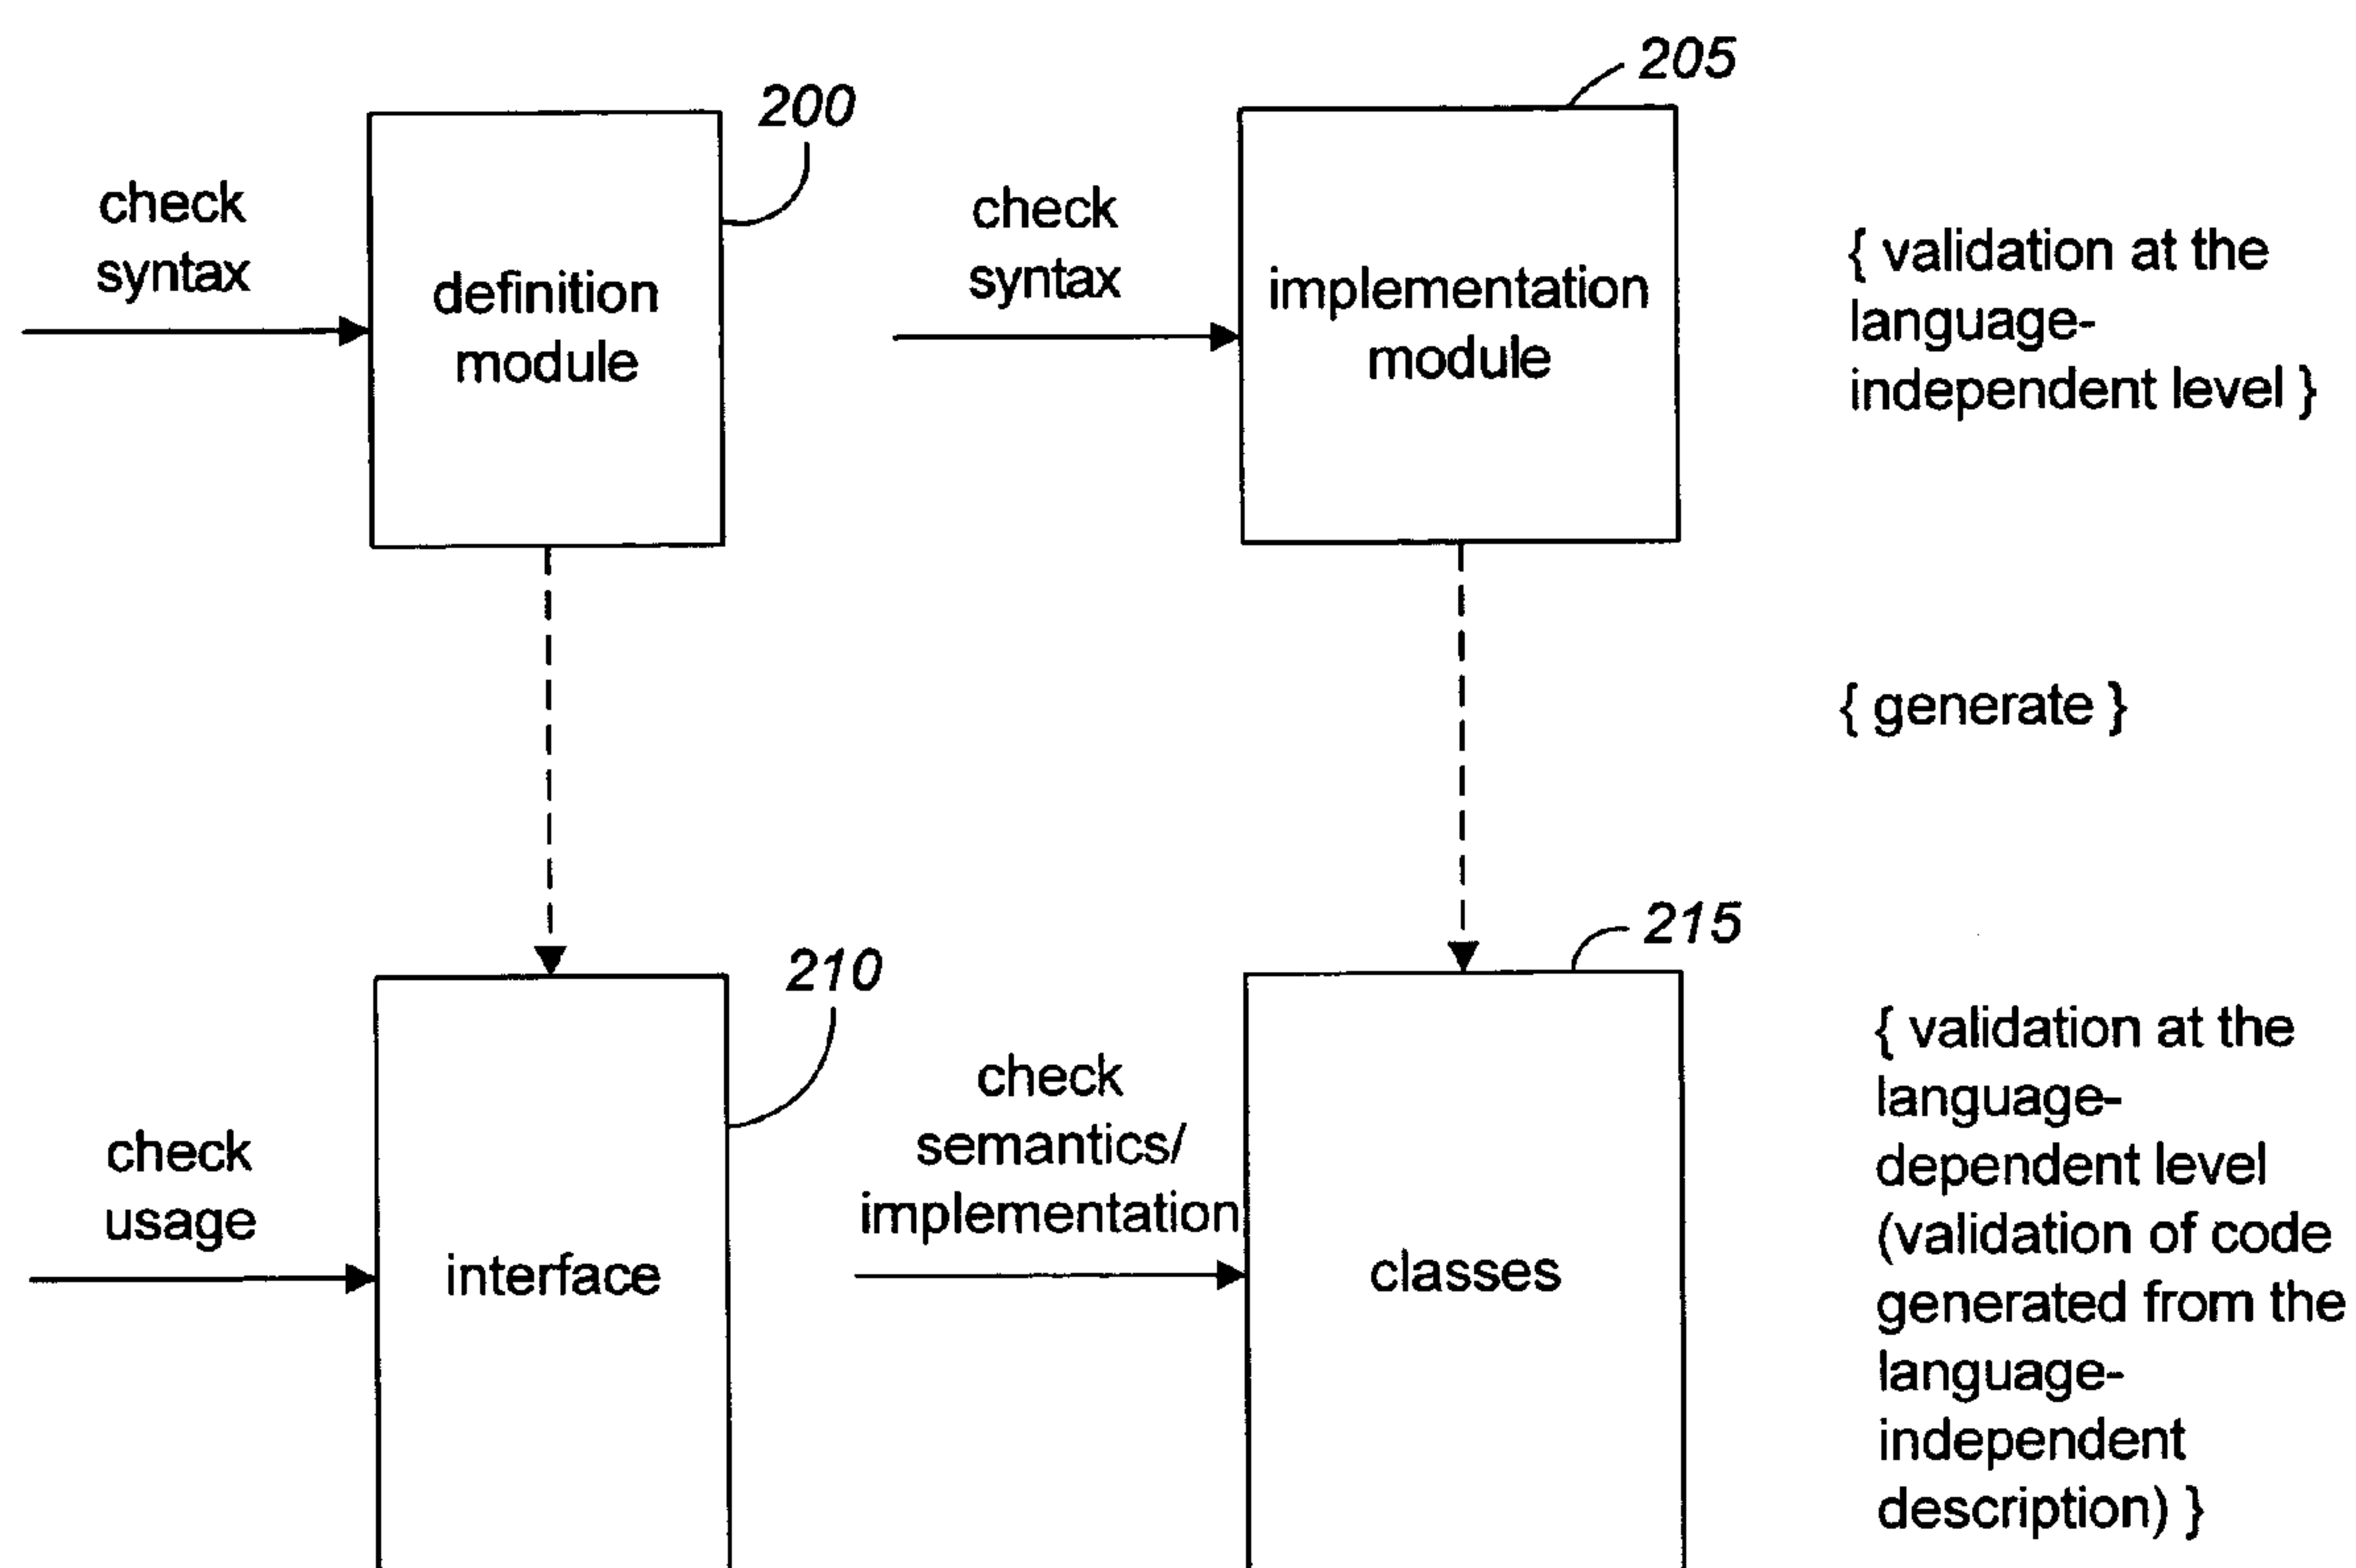 205
200
check
syntax
definition
module
check
syntax
implementation
module
{ validation at the
language-
independent level }
{ generate }
215
210
check
usage
interface
check
semantics/
implementation
classes
{ validation at the
language-
dependent level
(validation of code
generated from the
language-
independent
description) }